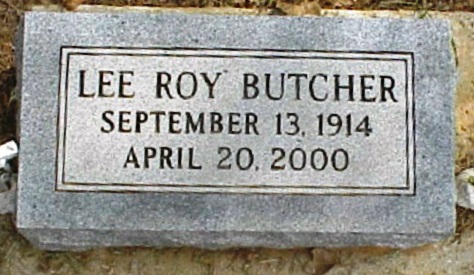 LEE ROY BUTCHER
SEPTEMBER 13, 1914
APRIL 20, 2000